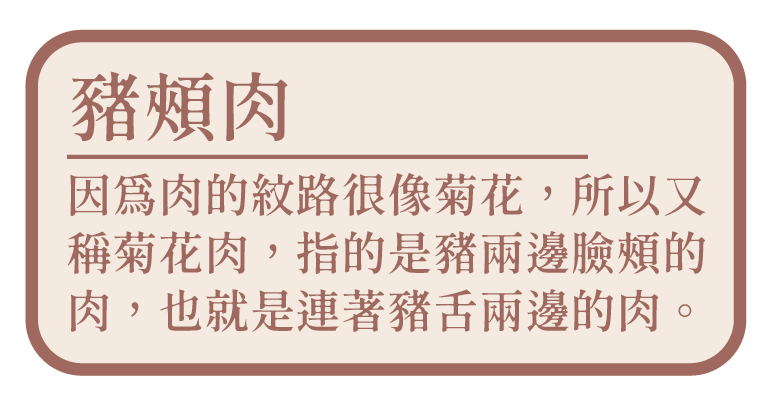 豬頰肉
因為肉的紋路很像菊花，所以又
稱菊花肉，指的是豬兩邊臉頰的
肉，也就是連著豬舌兩邊的肉。